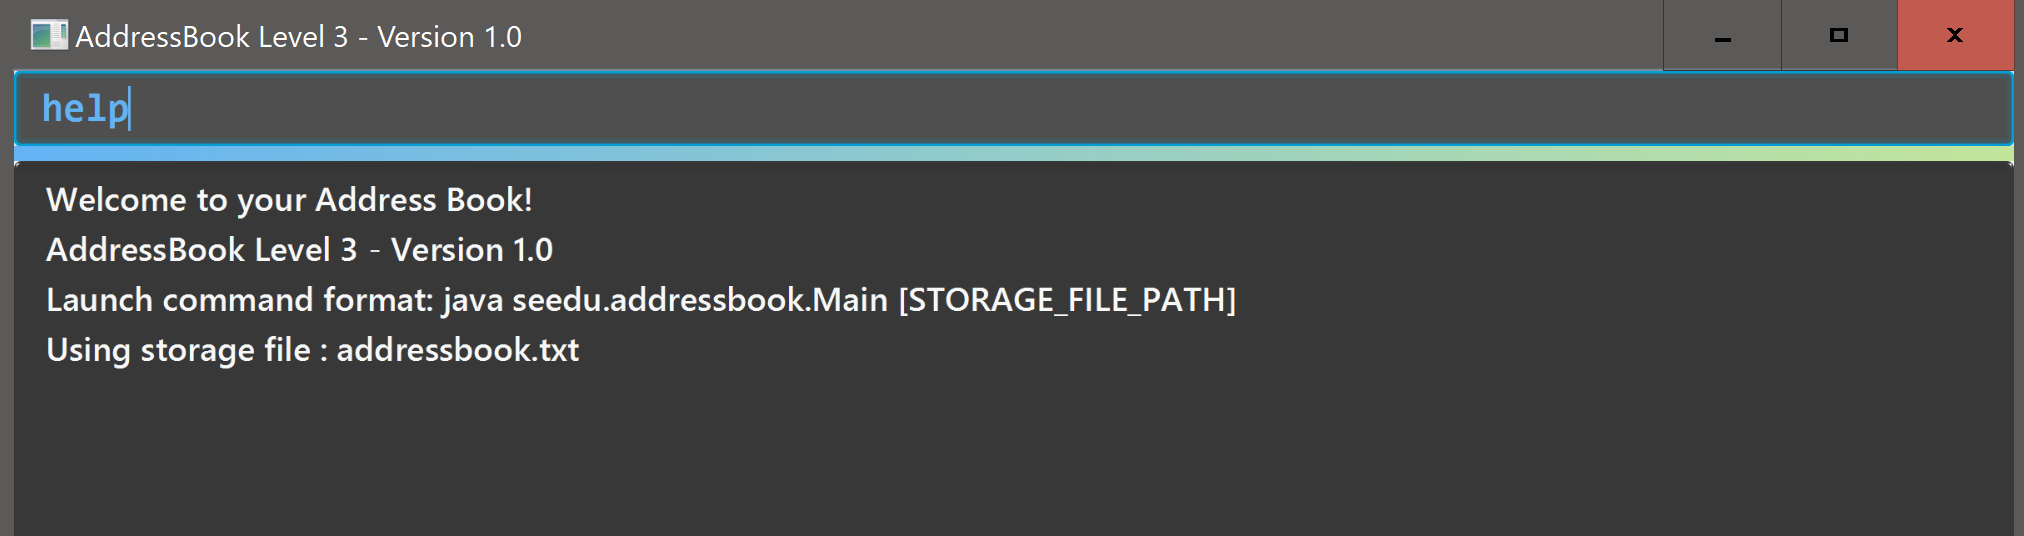 AddressBook Level 3 - Version 1.0
help
Welcome to your Address Book!
AddressBook Level 3 - Version 1.0
Launch command format: java seedu.addressbook.Main [STORAGE_FILE_PATH]
Using storage file : addressbook.txt